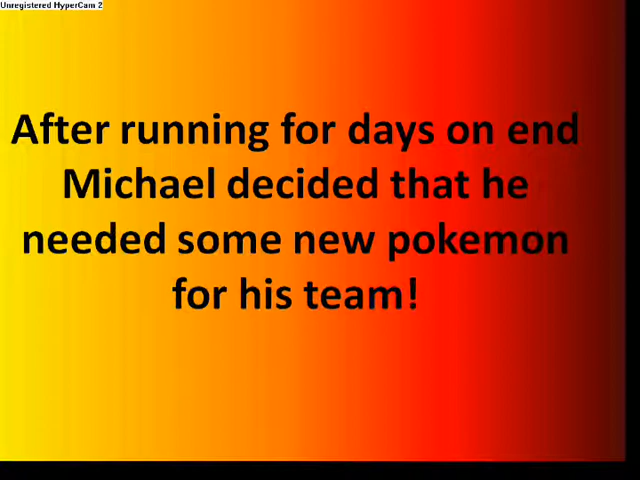 Unregistered HyperCam 2
After running for days on end
Michael decided that he
needed some new pokemon
for his team!